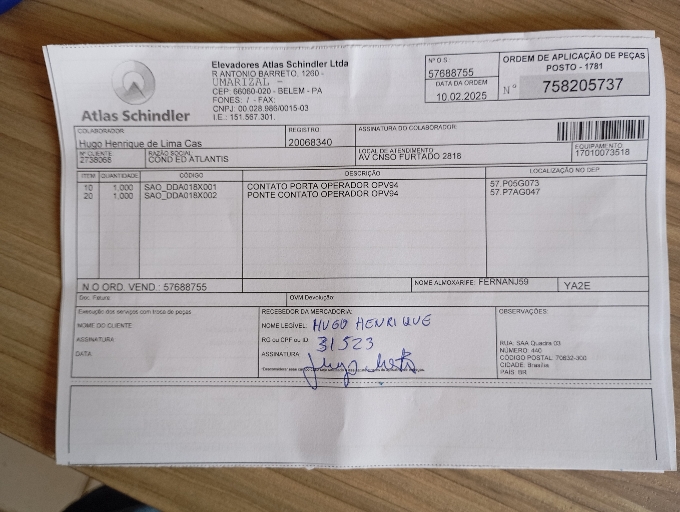 Elevadores Atlas Schindler Ltda
R ANTONIO BARRETO, 1260 -
UMARIZAL -
CEP: 66060-020 - BELEM - PA
FONES: / - FAX:
CNPJ: 00.028.986/0015-03
I.E.: 151.567.301.
Atlas Schindler
Nº O.S.
57688755
DATA DA ORDEM
10.02.2025
ORDEM DE APLICAÇÃO DE PEÇAS
POSTO - 1781
Nº 758205737
COLABORADOR
Hugo Henrique de Lima Cas
REGISTRO
20068340
ASSINATURA DO COLABORADOR:
Nº CLIENTE
2738065
RAZÃO SOCIAL
COND ED ATLANTIS
LOCAL DE ATENDIMENTO
AV CNSO FURTADO 2818
EQUIPAMENTO
17010073518
ITEM QUANTIDADE CÓDIGO DESCRIÇÃO LOCALIZAÇÃO NO DEP.
10 1,000 SAO_DDA018X001 CONTATO PORTA OPERADOR OPV94 57.P05G073
20 1,000 SAO_DDA018X002 PONTE CONTATO OPERADOR OPV94 57.P7AG047
N.O ORD. VEND.: 57688755
NOME ALMOXARIFE: FERNANJ59
YA2E
Doc. Fatura:
OVM Devolução:
Execução dos serviços com troca de peças
NOME DO CLIENTE
ASSINATURA
DATA
RECEBEDOR DA MERCADORIA:
NOME LEGÍVEL: HUGO HENRIQUE
RG ou CPF ou ID: 31523
ASSINATURA
OBSERVAÇÕES:
RUA: SAA Quadra 03
NÚMERO: 440
CÓDIGO POSTAL: 70632-300
CIDADE: Brasília
PAÍS: BR